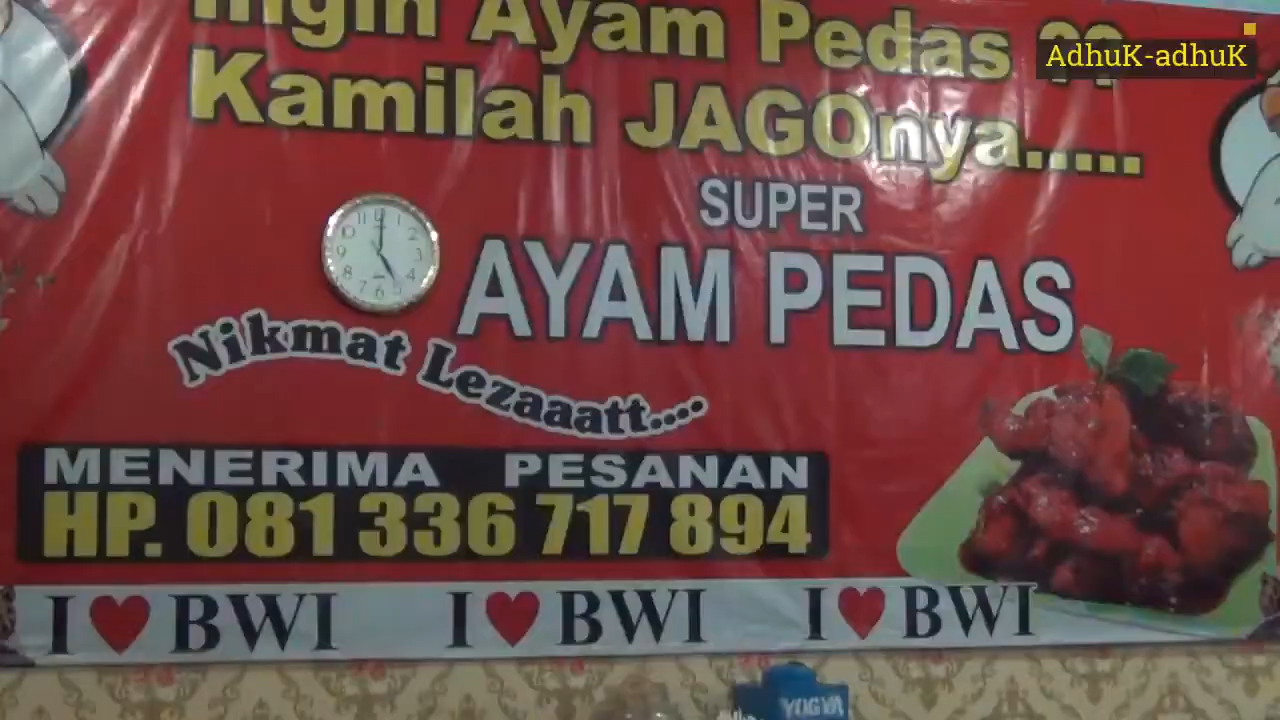 Ingin Ayam Pedas ??
AdhuK-adhuK
Kamilah JAGOnya.....
SUPER
AYAM PEDAS
Nikmat Lezaaatt....
MENERIMA PESANAN
HP. 081 336 717 894
I ❤ BWI I ❤ BWI I ❤ BWI
YOGYA